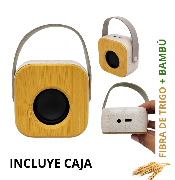 FIBRA DE TRIGO + BAMBÚ
INCLUYE CAJA